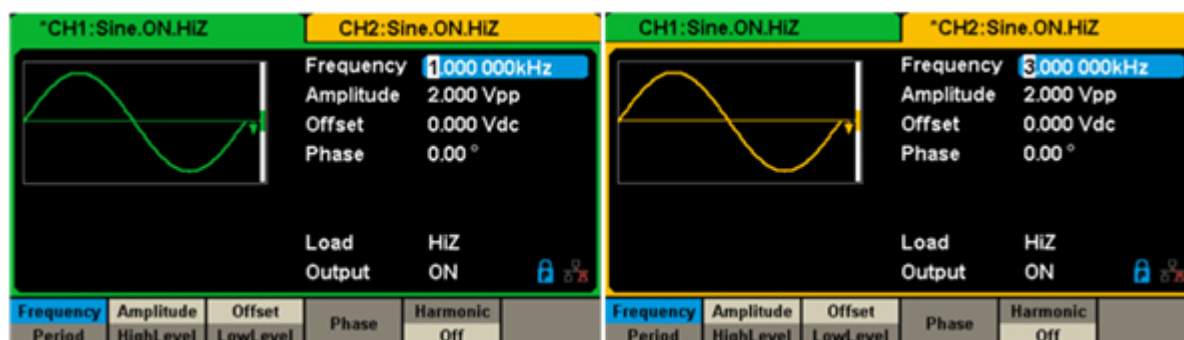 *CH1:Sine.ON.HiZ CH2:Sine.ON.HiZ
Frequency 1.000 000kHz
Amplitude 2.000 Vpp
Offset 0.000 Vdc
Phase 0.00 °
Load HiZ
Output ON
Frequency Amplitude Offset Phase Harmonic
Period HighLevel LowLevel Off
CH1:Sine.ON.HiZ *CH2:Sine.ON.HiZ
Frequency 3.000 000kHz
Amplitude 2.000 Vpp
Offset 0.000 Vdc
Phase 0.00 °
Load HiZ
Output ON
Frequency Amplitude Offset Phase Harmonic
Period HighLevel LowLevel Off